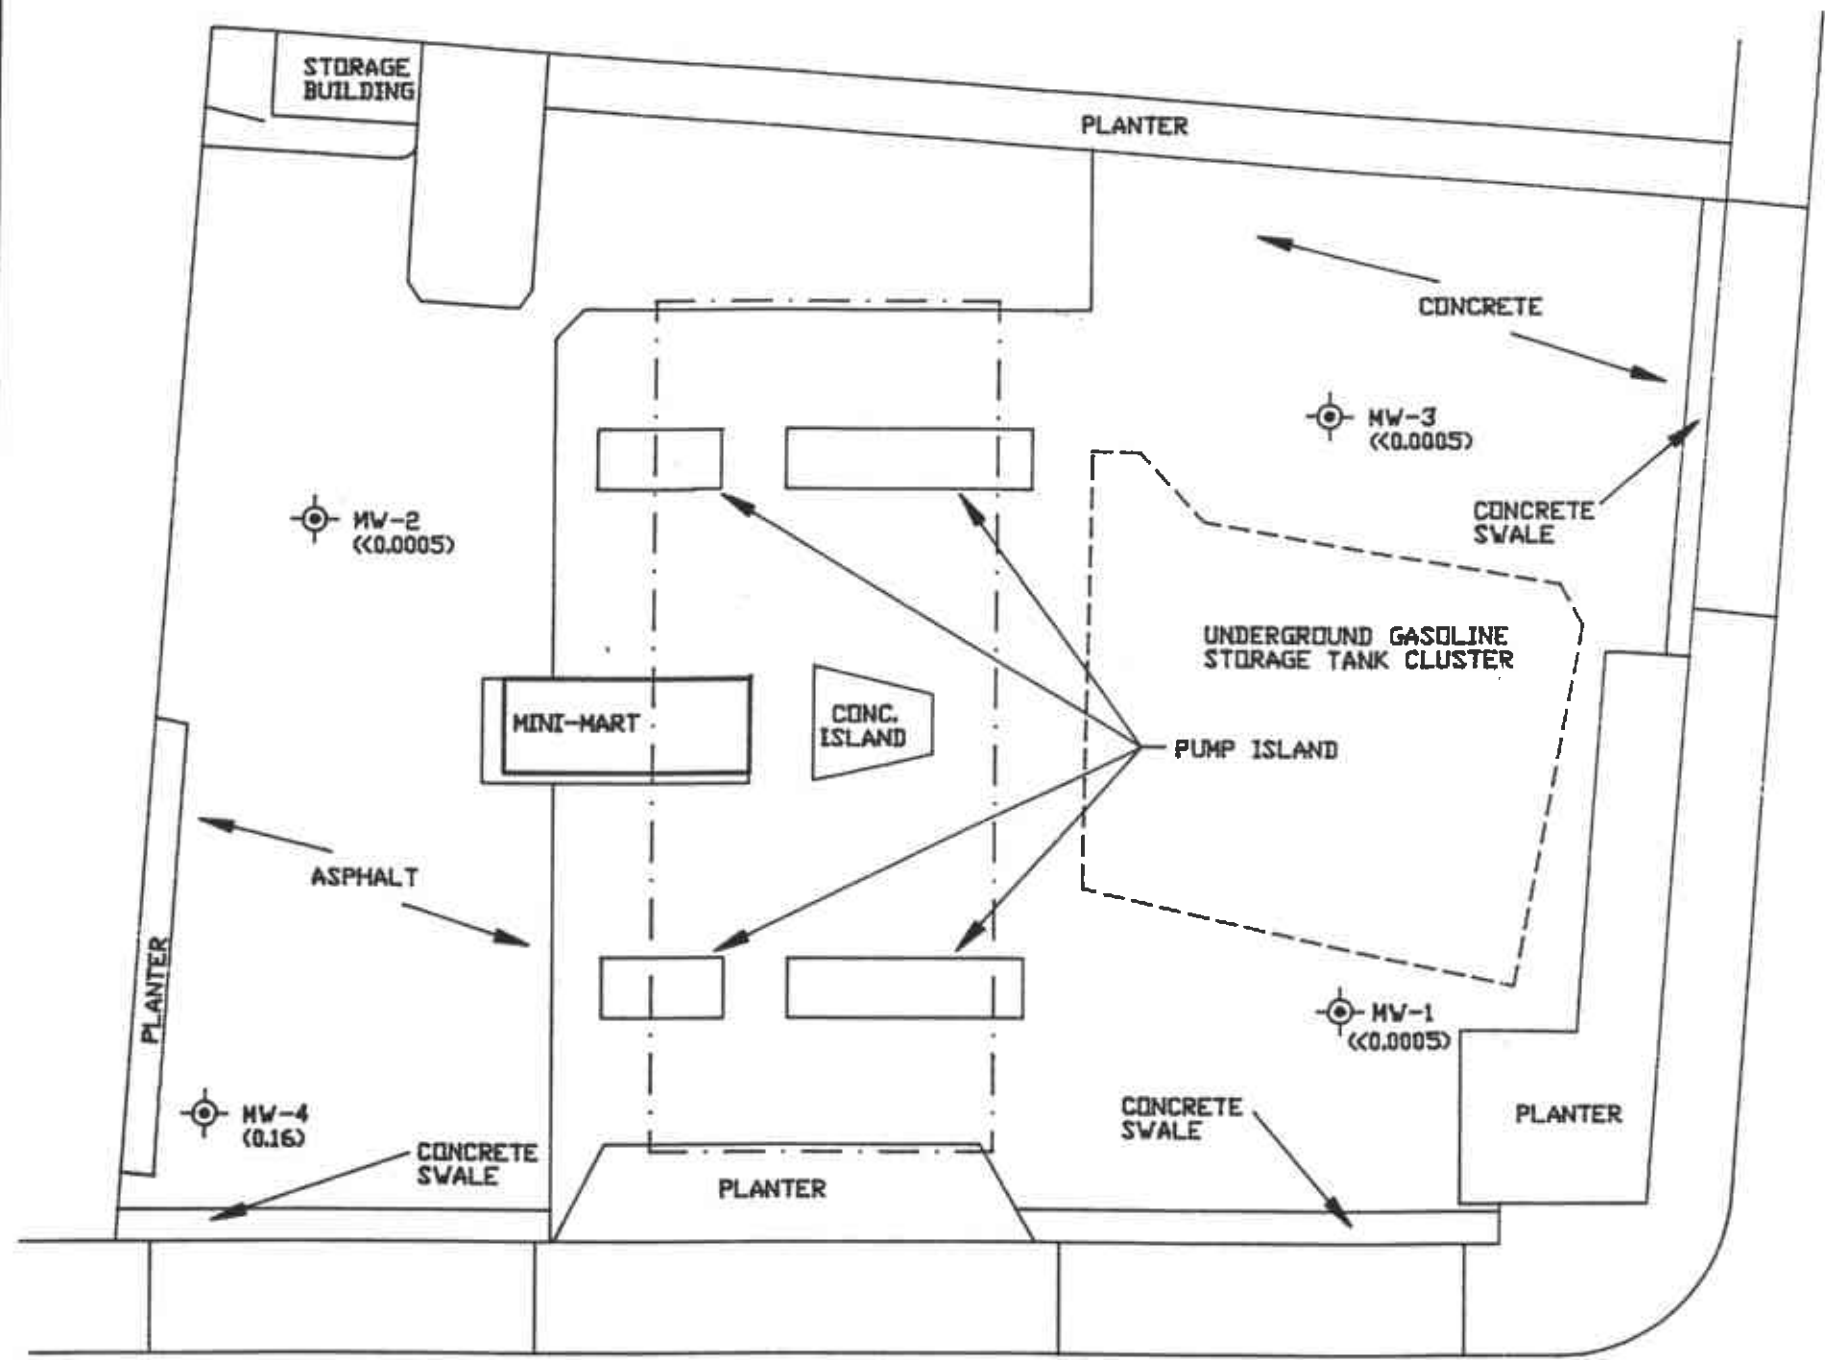 STORAGE
BUILDING
PLANTER
CONCRETE
MW-3
(<0.0005)
CONCRETE
SWALE
MW-2
(<0.0005)
UNDERGROUND GASOLINE
STORAGE TANK CLUSTER
MINI-MART
CONC.
ISLAND
PUMP ISLAND
ASPHALT
PLANTER
MW-1
(<0.0005)
MW-4
(0.16)
CONCRETE
SWALE
PLANTER
CONCRETE
SWALE
PLANTER